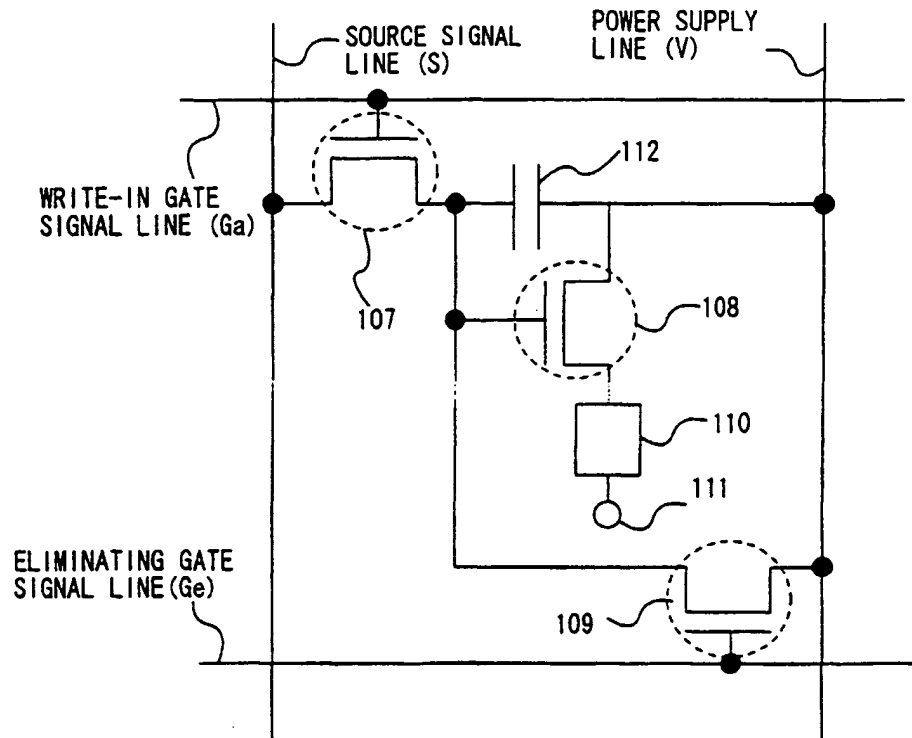 SOURCE SIGNAL
LINE (S)
POWER SUPPLY
LINE (V)
112
WRITE-IN GATE
SIGNAL LINE (Ga)
107
108
110
111
ELIMINATING GATE
SIGNAL LINE(Ge)
109